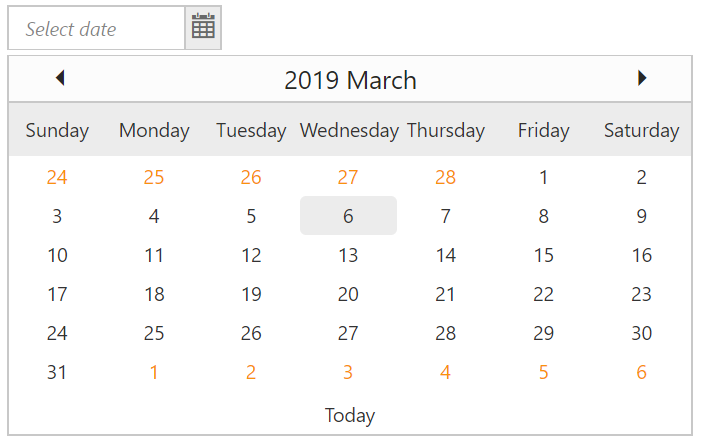 Select date
2019 March
Sunday Monday Tuesday Wednesday Thursday Friday Saturday
24 25 26 27 28 1 2
3 4 5 6 7 8 9
10 11 12 13 14 15 16
17 18 19 20 21 22 23
24 25 26 27 28 29 30
31 1 2 3 4 5 6
Today